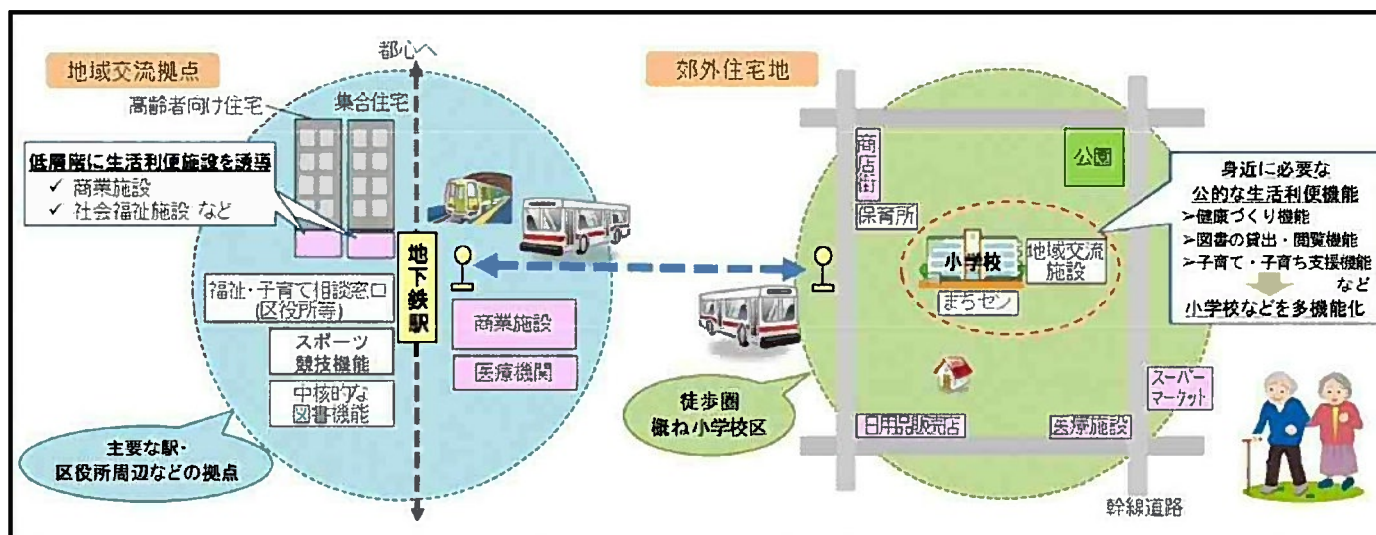 都心へ
地域交流拠点
高齢者向け住宅
集合住宅
低層階に生活利便施設を誘導
✓ 商業施設
✓ 社会福祉施設 など
地下鉄駅
福祉・子育て相談窓口
(区役所等)
スポーツ
競技機能
中核的な
図書機能
商業施設
医療機関
主要な駅・
区役所周辺などの拠点
郊外住宅地
商店街
公園
保育所
小学校
地域交流
施設
まちセン
身近に必要な
公的な生活利便機能
➢健康づくり機能
➢図書の貸出・閲覧機能
➢子育て・子育ち支援機能
など
小学校などを多機能化
徒歩圏
概ね小学校区
日用品販売店
医療施設
スーパー
マーケット
幹線道路